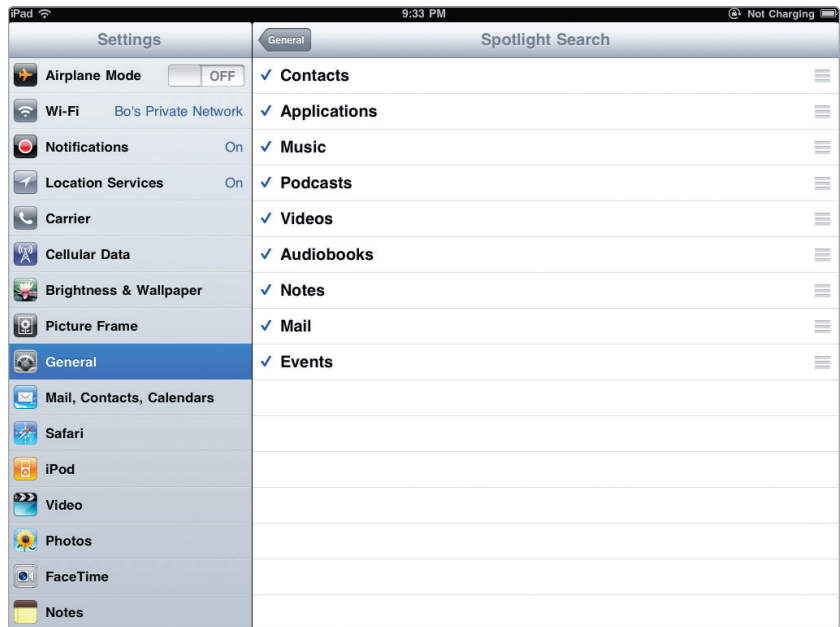 iPad 9:33 PM Not Charging
Settings
General Spotlight Search
Airplane Mode OFF
Wi-Fi Bo's Private Network
Notifications On
Location Services On
Carrier
Cellular Data
Brightness & Wallpaper
Picture Frame
General
Mail, Contacts, Calendars
Safari
iPod
Video
Photos
FaceTime
Notes
Contacts
Applications
Music
Podcasts
Videos
Audiobooks
Notes
Mail
Events